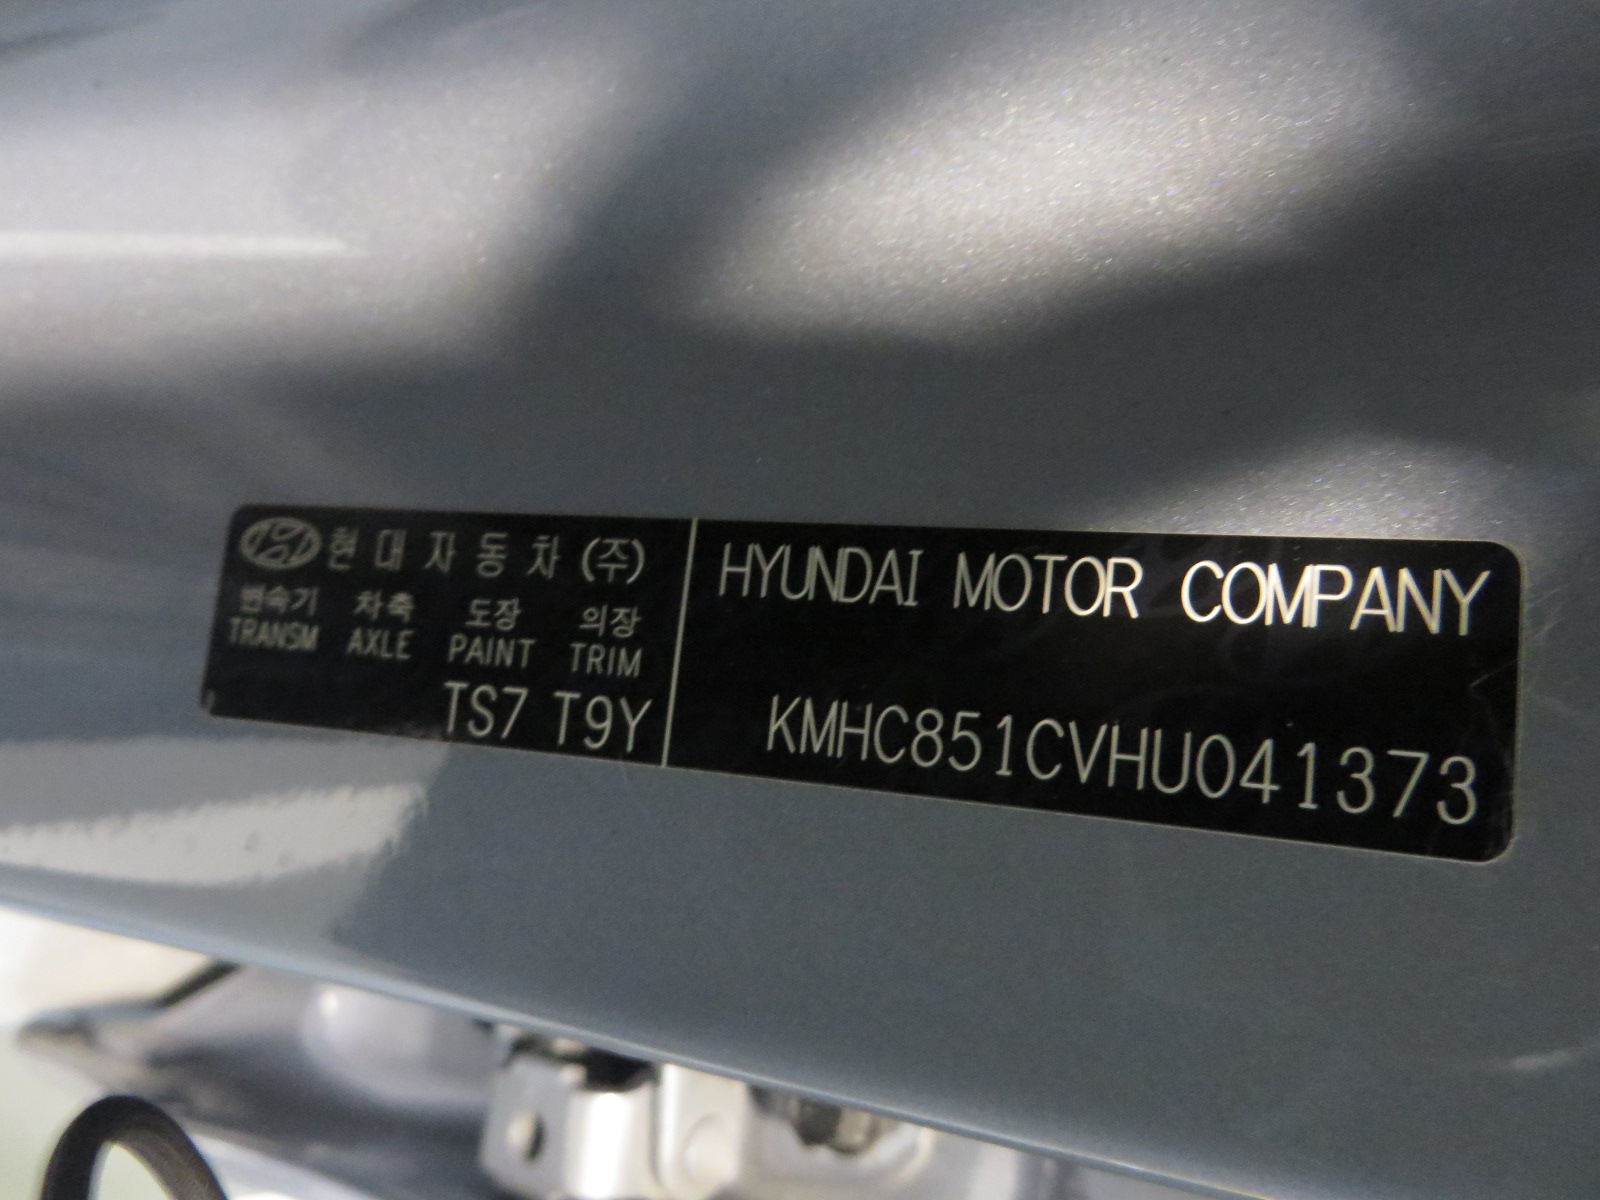 현대자동차 (주)
변속기 차축 도장 의장
TRANSM AXLE PAINT TRIM
TS7 T9Y
HYUNDAI MOTOR COMPANY
KMHC851CVHU041373